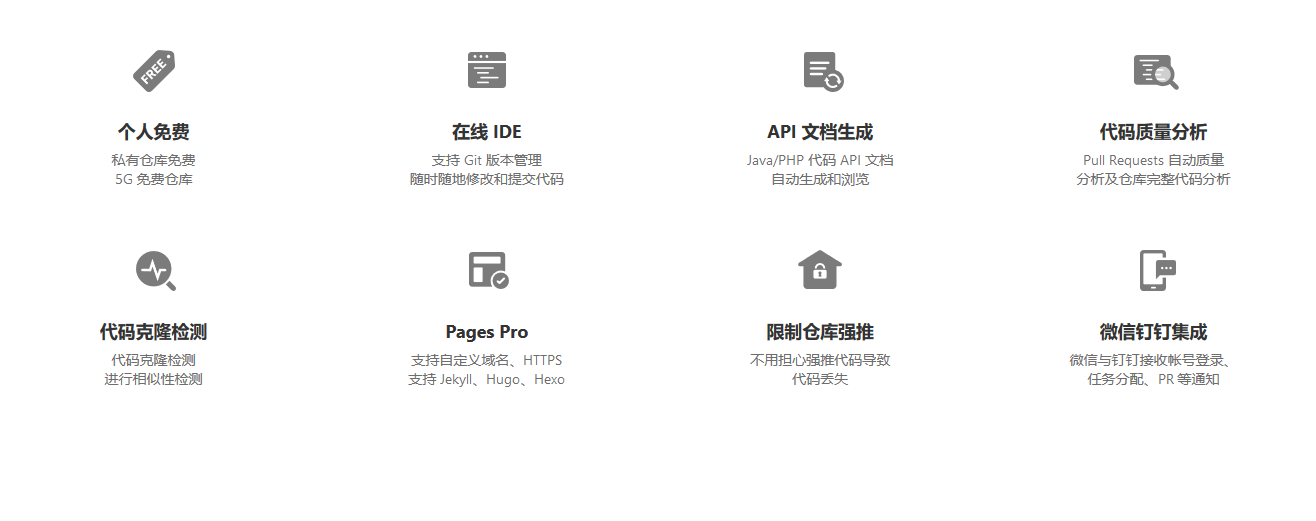 FREE
个人免费
私有仓库免费
5G 免费仓库
在线 IDE
支持 Git 版本管理
随时随地修改和提交代码
API 文档生成
Java/PHP 代码 API 文档
自动生成和浏览
代码质量分析
Pull Requests 自动质量
分析及仓库完整代码分析
代码克隆检测
代码克隆检测
进行相似性检测
Pages Pro
支持自定义域名、HTTPS
支持 Jekyll、Hugo、Hexo
限制仓库强推
不用担心强推代码导致
代码丢失
微信钉钉集成
微信与钉钉接收帐号登录、
任务分配、PR 等通知